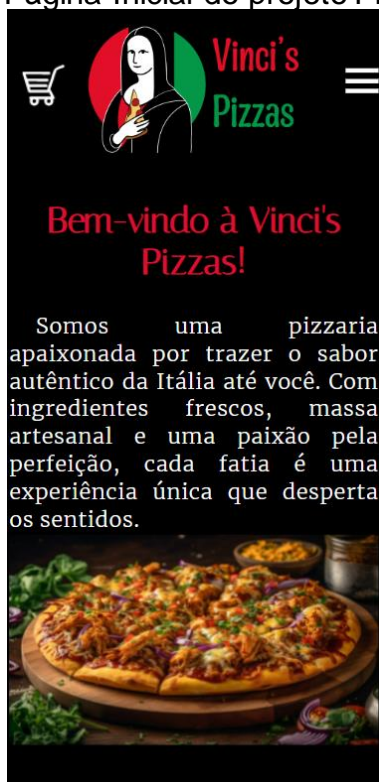 Página Inicial do projeto
Vinci's
Pizzas
Bem-vindo à Vinci's
Pizzas!
Somos uma pizzaria
apaixonada por trazer o sabor
autêntico da Itália até você. Com
ingredientes frescos, massa
artesanal e uma paixão pela
perfeição, cada fatia é uma
experiência única que desperta
os sentidos.